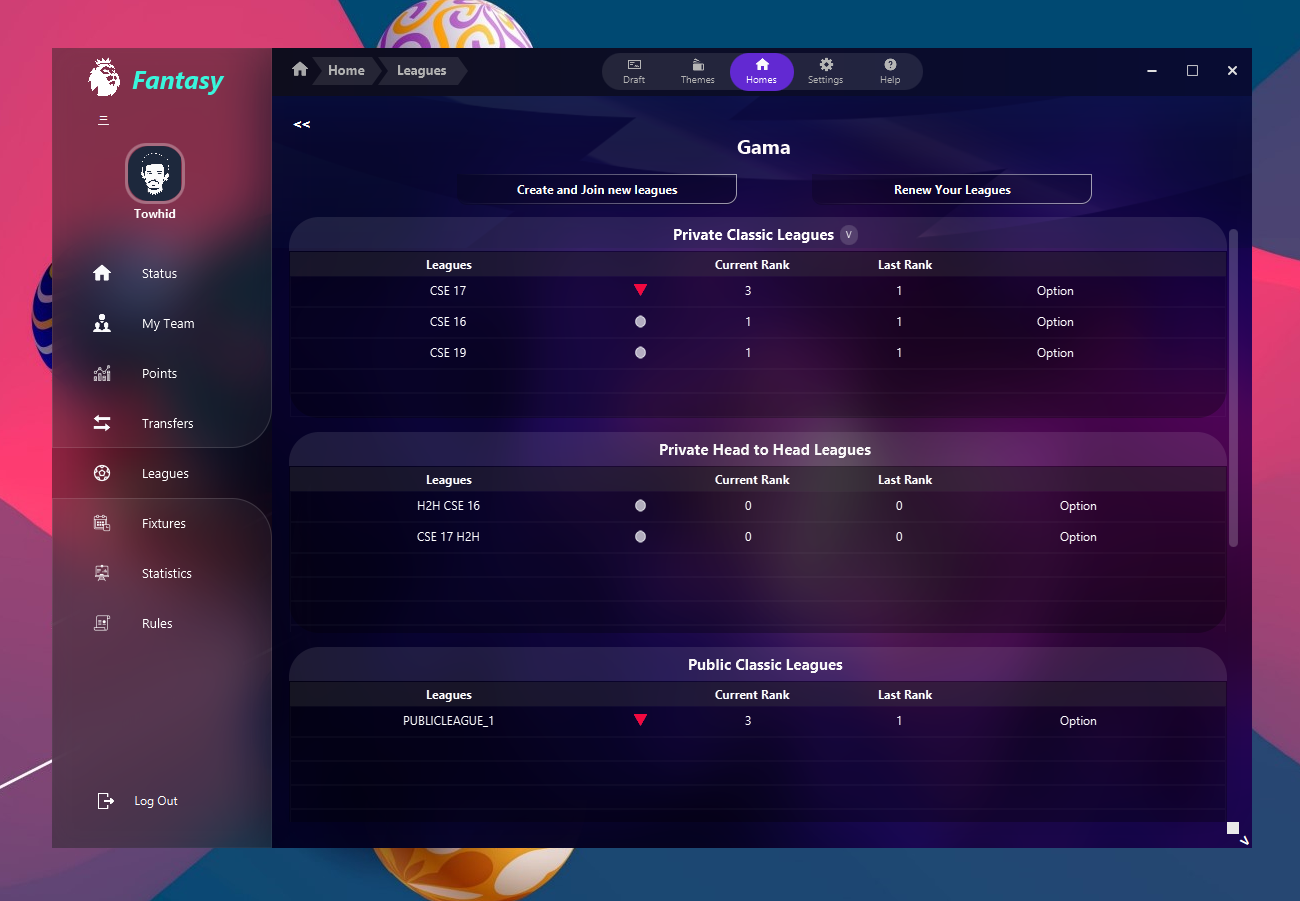 Fantasy
Home
Leagues
Draft
Themes
Homes
Settings
Help
<<
Towhid
Status
My Team
Points
Transfers
Leagues
Fixtures
Statistics
Rules
Log Out
Gama
Create and Join new leagues
Renew Your Leagues
Private Classic Leagues V
Leagues Current Rank Last Rank
CSE 17 3 1 Option
CSE 16 1 1 Option
CSE 19 1 1 Option
Private Head to Head Leagues
Leagues Current Rank Last Rank
H2H CSE 16 0 0 Option
CSE 17 H2H 0 0 Option
Public Classic Leagues
Leagues Current Rank Last Rank
PUBLICLEAGUE_1 3 1 Option